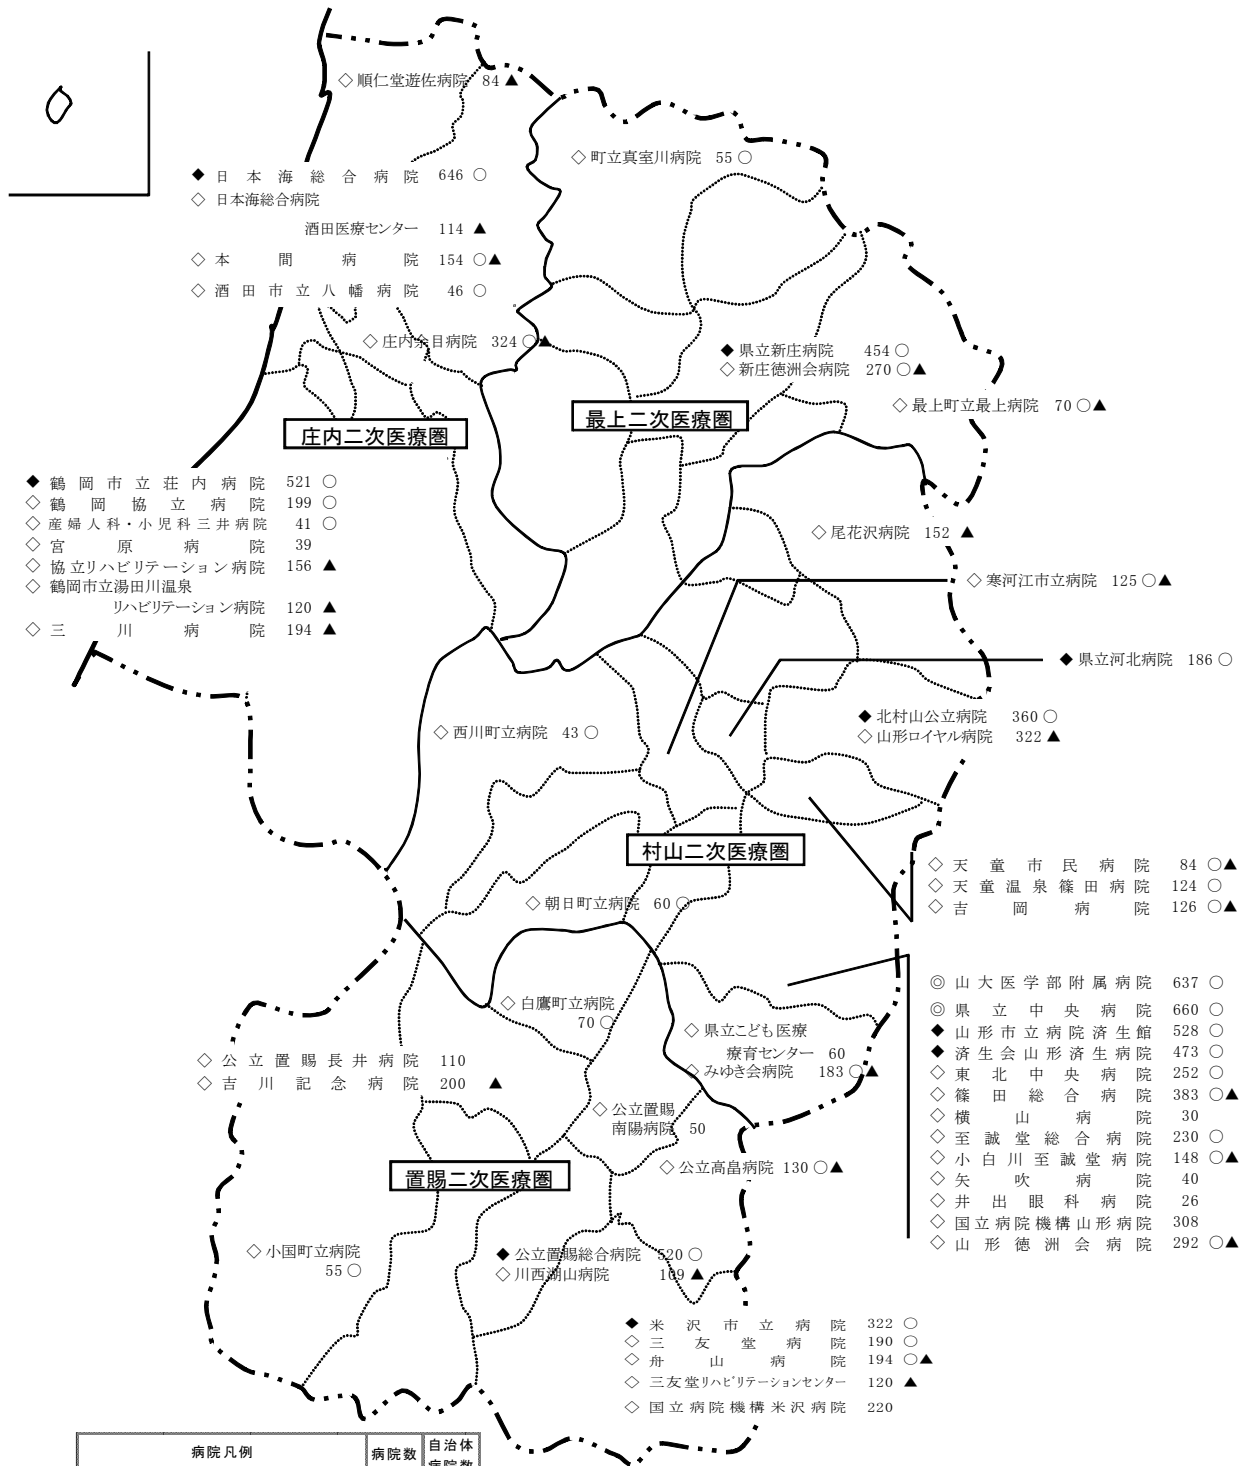 ◇ 順仁堂遊佐病院 84 ▲
◇ 町立真室川病院 55 ○
◆ 日本海総合病院 646 ○
◇ 日本海総合病院
酒田医療センター 114 ▲
◇ 本間病院 154 ○▲
◇ 酒田市立八幡病院 46 ○
◇ 庄内余目病院 324 ○▲
◆ 県立新庄病院 454 ○
◇ 新庄徳洲会病院 270 ○▲
◇ 最上町立最上病院 70 ○▲
庄内二次医療圏
最上二次医療圏
◆ 鶴岡市立荘内病院 521 ○
◇ 鶴岡協立病院 199 ○
◇ 産婦人科・小児科三井病院 41 ○
◇ 宮原病院 39
◇ 協立リハビリテーション病院 156 ▲
◇ 鶴岡市立湯田川温泉
リハビリテーション病院 120 ▲
◇ 三川病院 194 ▲
◇ 尾花沢病院 152 ▲
◇ 寒河江市立病院 125 ○▲
◆ 県立河北病院 186 ○
◆ 北村山公立病院 360 ○
◇ 山形ロイヤル病院 322 ▲
◇ 西川町立病院 43 ○
村山二次医療圏
◇ 天童市民病院 84 ○▲
◇ 天童温泉篠田病院 124 ○
◇ 吉岡病院 126 ○▲
◇ 朝日町立病院 60 ○
◎ 山大医学部附属病院 637 ○
◎ 県立中央病院 660 ○
◆ 山形市立病院済生館 528 ○
◆ 済生会山形済生病院 473 ○
◇ 東北中央病院 252 ○
◇ 篠田総合病院 383 ○▲
◇ 横山病院 30
◇ 至誠堂総合病院 230 ○
◇ 小白川至誠堂病院 148 ○▲
◇ 矢吹病院 40
◇ 井出眼科病院 26
◇ 国立病院機構山形病院 308
◇ 山形徳洲会病院 292 ○▲
◇ 白鷹町立病院
70 ○
◇ 県立こども医療
療育センター 60
◇ みゆき会病院 183 ○▲
◇ 公立置賜長井病院 110
◇ 吉川記念病院 200 ▲
◇ 公立置賜
南陽病院 50
◇ 公立高畠病院 130 ○▲
置賜二次医療圏
◇ 小国町立病院
55 ○
◆ 公立置賜総合病院 520 ○
◇ 川西湖山病院 109 ▲
◆ 米沢市立病院 322 ○
◇ 三友堂病院 190 ○
◇ 舟山病院 194 ○▲
◇ 三友堂リハビリテーションセンター 120 ▲
◇ 国立病院機構米沢病院 220
病院凡例 病院数 自治体
病院数